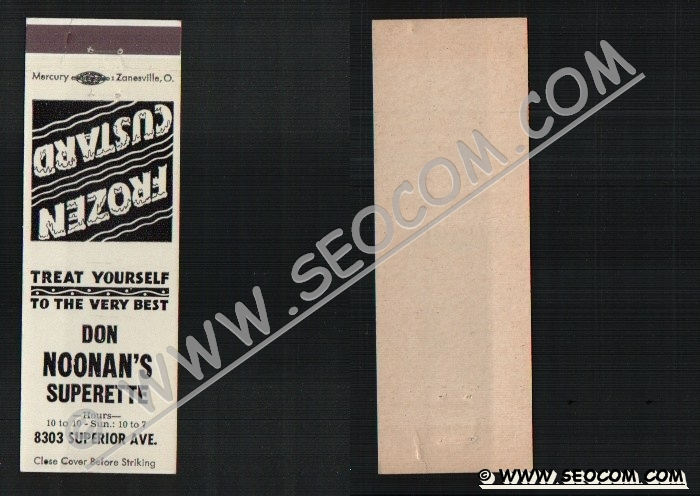 Mercury Zanesville, O.
FROZEN
CUSTARD
TREAT YOURSELF
TO THE VERY BEST
DON
NOONAN'S
SUPERETTE
—Hours—
10 to 10 - Sun.: 10 to 7
8303 SUPERIOR AVE.
Close Cover Before Striking
© WWW.SEOCOM.COM
© WWW.SEOCOM.COM